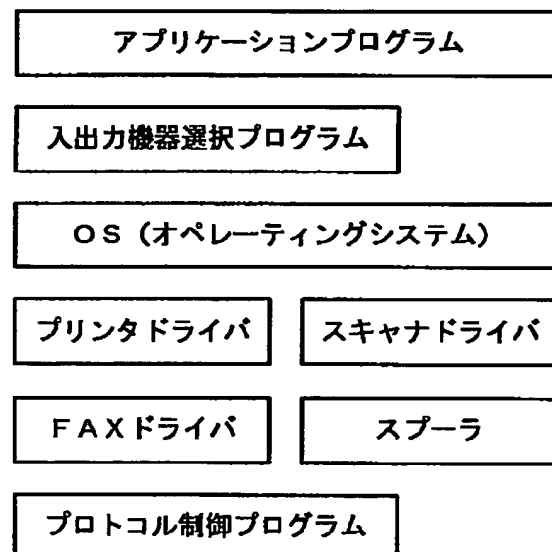 アプリケーションプログラム
入出力機器選択プログラム
OS(オペレーティングシステム)
プリンタドライバ
スキャナドライバ
FAXドライバ
スプーラ
プロトコル制御プログラム